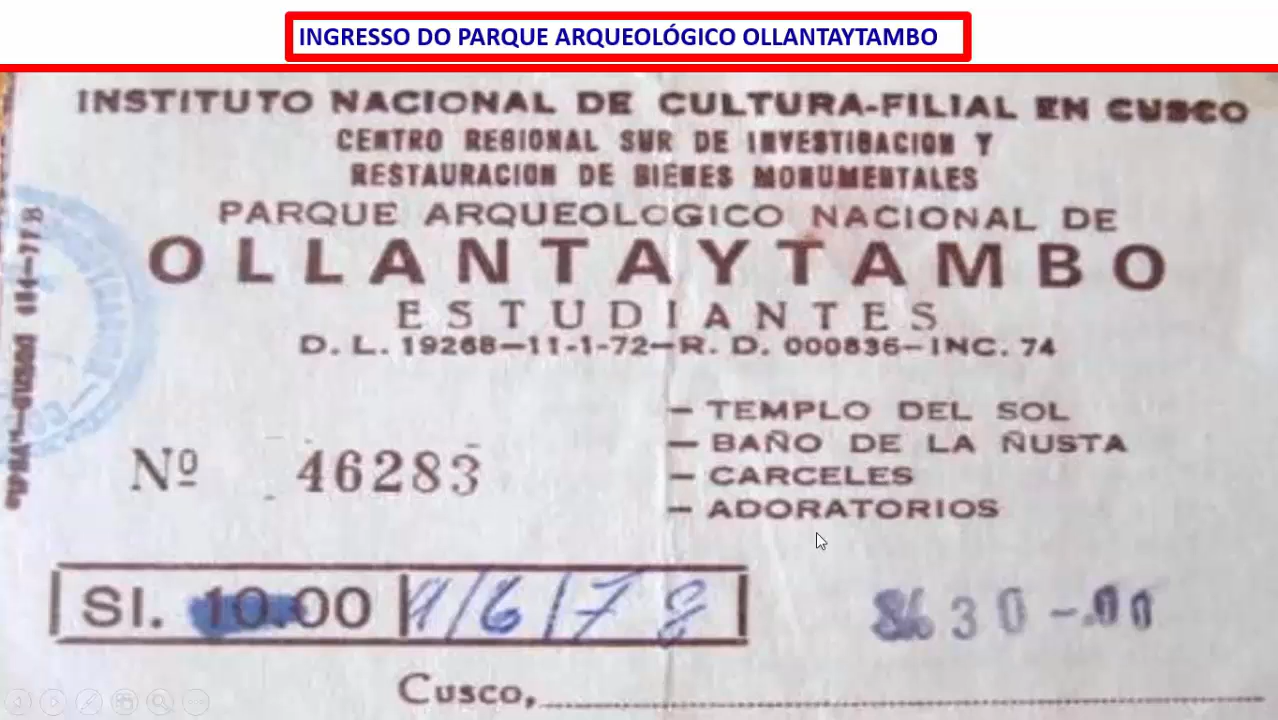 INGRESSO DO PARQUE ARQUEOLÓGICO OLLANTAYTAMBO
INSTITUTO NACIONAL DE CULTURA-FILIAL EN CUSCO
CENTRO REGIONAL SUR DE INVESTIGACION Y
RESTAURACION DE BIENES MONUMENTALES
PARQUE ARQUEOLOGICO NACIONAL DE
OLLANTAYTAMBO
ESTUDIANTES
D. L. 19268—11-1-72—R. D. 000836—INC. 74
— TEMPLO DEL SOL
— BAÑO DE LA ÑUSTA
— CARCELES
— ADORATORIOS
Nº 46283
SI. 10.00 9/6/78
30 -.00
Cusco,